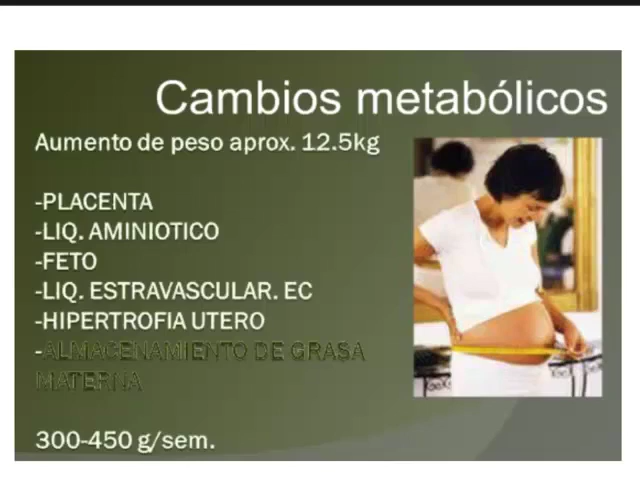 Cambios metabólicos
Aumento de peso aprox. 12.5kg
-PLACENTA
-LIQ. AMINIOTICO
-FETO
-LIQ. ESTRAVASCULAR. EC
-HIPERTROFIA UTERO
-ALMACENAMIENTO DE GRASA
MATERNA
300-450 g/sem.